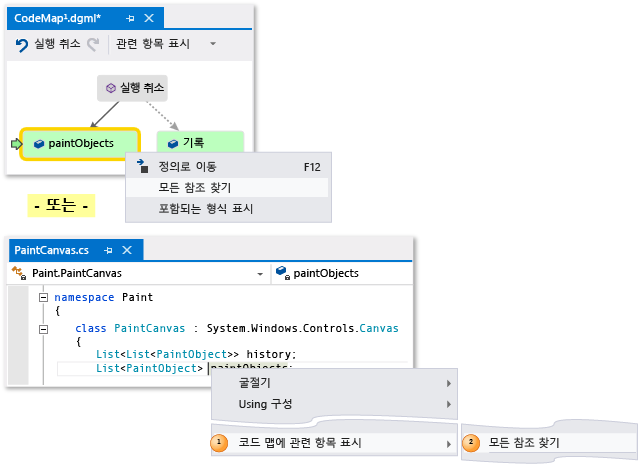 CodeMap1.dgml*
실행 취소 관련 항목 표시
실행 취소
paintObjects
기록
정의로 이동 F12
모든 참조 찾기
포함되는 형식 표시
- 또는 -
PaintCanvas.cs
Paint.PaintCanvas paintObjects
namespace Paint
{
class PaintCanvas : System.Windows.Controls.Canvas
{
List<List<PaintObject>> history;
List<PaintObject> paintObjects;
굴절기
Using 구성
1 코드 맵에 관련 항목 표시
2 모든 참조 찾기